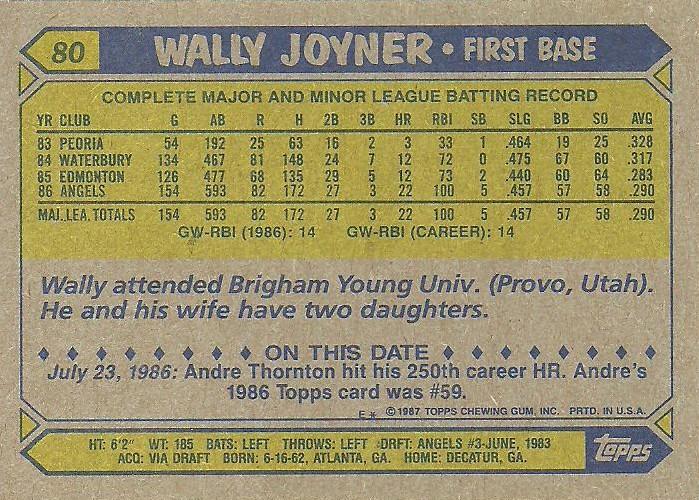 80 WALLY JOYNER • FIRST BASE
COMPLETE MAJOR AND MINOR LEAGUE BATTING RECORD
YR CLUB G AB R H 2B 3B HR RBI SB SLG BB SO AVG
83 PEORIA 54 192 25 63 16 2 3 33 1 .464 19 25 .328
84 WATERBURY 134 467 81 148 24 7 12 72 0 .475 67 60 .317
85 EDMONTON 126 477 68 135 29 5 12 73 2 .440 60 64 .283
86 ANGELS 154 593 82 172 27 3 22 100 5 .457 57 58 .290
MAJ.LEA. TOTALS 154 593 82 172 27 3 22 100 5 .457 57 58 .290
GW-RBI (1986): 14 GW-RBI (CAREER): 14
Wally attended Brigham Young Univ. (Provo, Utah).
He and his wife have two daughters.
ON THIS DATE
July 23, 1986: Andre Thornton hit his 250th career HR. Andre's
1986 Topps card was #59.
E* ©1987 TOPPS CHEWING GUM, INC. PRTD. IN U.S.A.
HT: 6'2" WT: 185 BATS: LEFT THROWS: LEFT DRFT: ANGELS #3-JUNE, 1983
ACQ: VIA DRAFT BORN: 6-16-62, ATLANTA, GA. HOME: DECATUR, GA.
topps